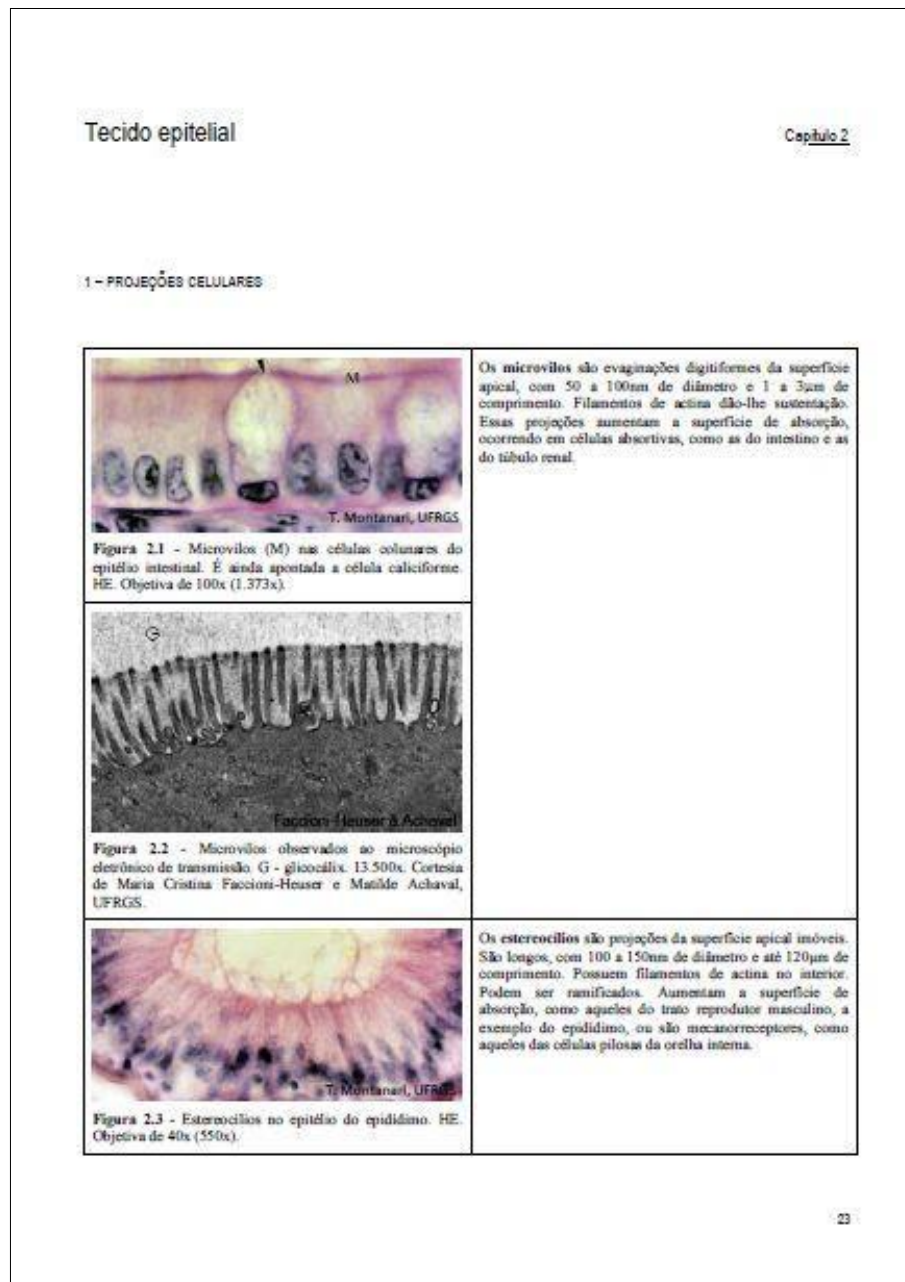 Tecido epitelial
Capítulo 2
1 – PROJEÇÕES CELULARES
M
T. Montanari, UFRGS
Figura 2.1 - Microvilos (M) nas células colunares do
epitélio intestinal. É ainda apontada a célula caliciforme.
HE. Objetiva de 100x (1.373x).
Os microvilos são evaginações digitiformes da superfície
apical, com 50 a 100nm de diâmetro e 1 a 3μm de
comprimento. Filamentos de actina dão-lhe sustentação.
Essas projeções aumentam a superfície de absorção,
ocorrendo em células absortivas, como as do intestino e as
do túbulo renal.
G
Faccioni-Heuser & Achaval
Figura 2.2 - Microvilos observados ao microscópio
eletrônico de transmissão. G - glicocálix. 13.500x. Cortesia
de Maria Cristina Faccioni-Heuser e Matilde Achaval,
UFRGS.
T. Montanari, UFRGS
Figura 2.3 - Estereocílios no epitélio do epidídimo. HE.
Objetiva de 40x (550x).
Os estereocílios são projeções da superfície apical imóveis.
São longos, com 100 a 150nm de diâmetro e até 120μm de
comprimento. Possuem filamentos de actina no interior.
Podem ser ramificados. Aumentam a superfície de
absorção, como aqueles do trato reprodutor masculino, a
exemplo do epidídimo, ou são mecanorreceptores, como
aqueles das células pilosas da orelha interna.
23